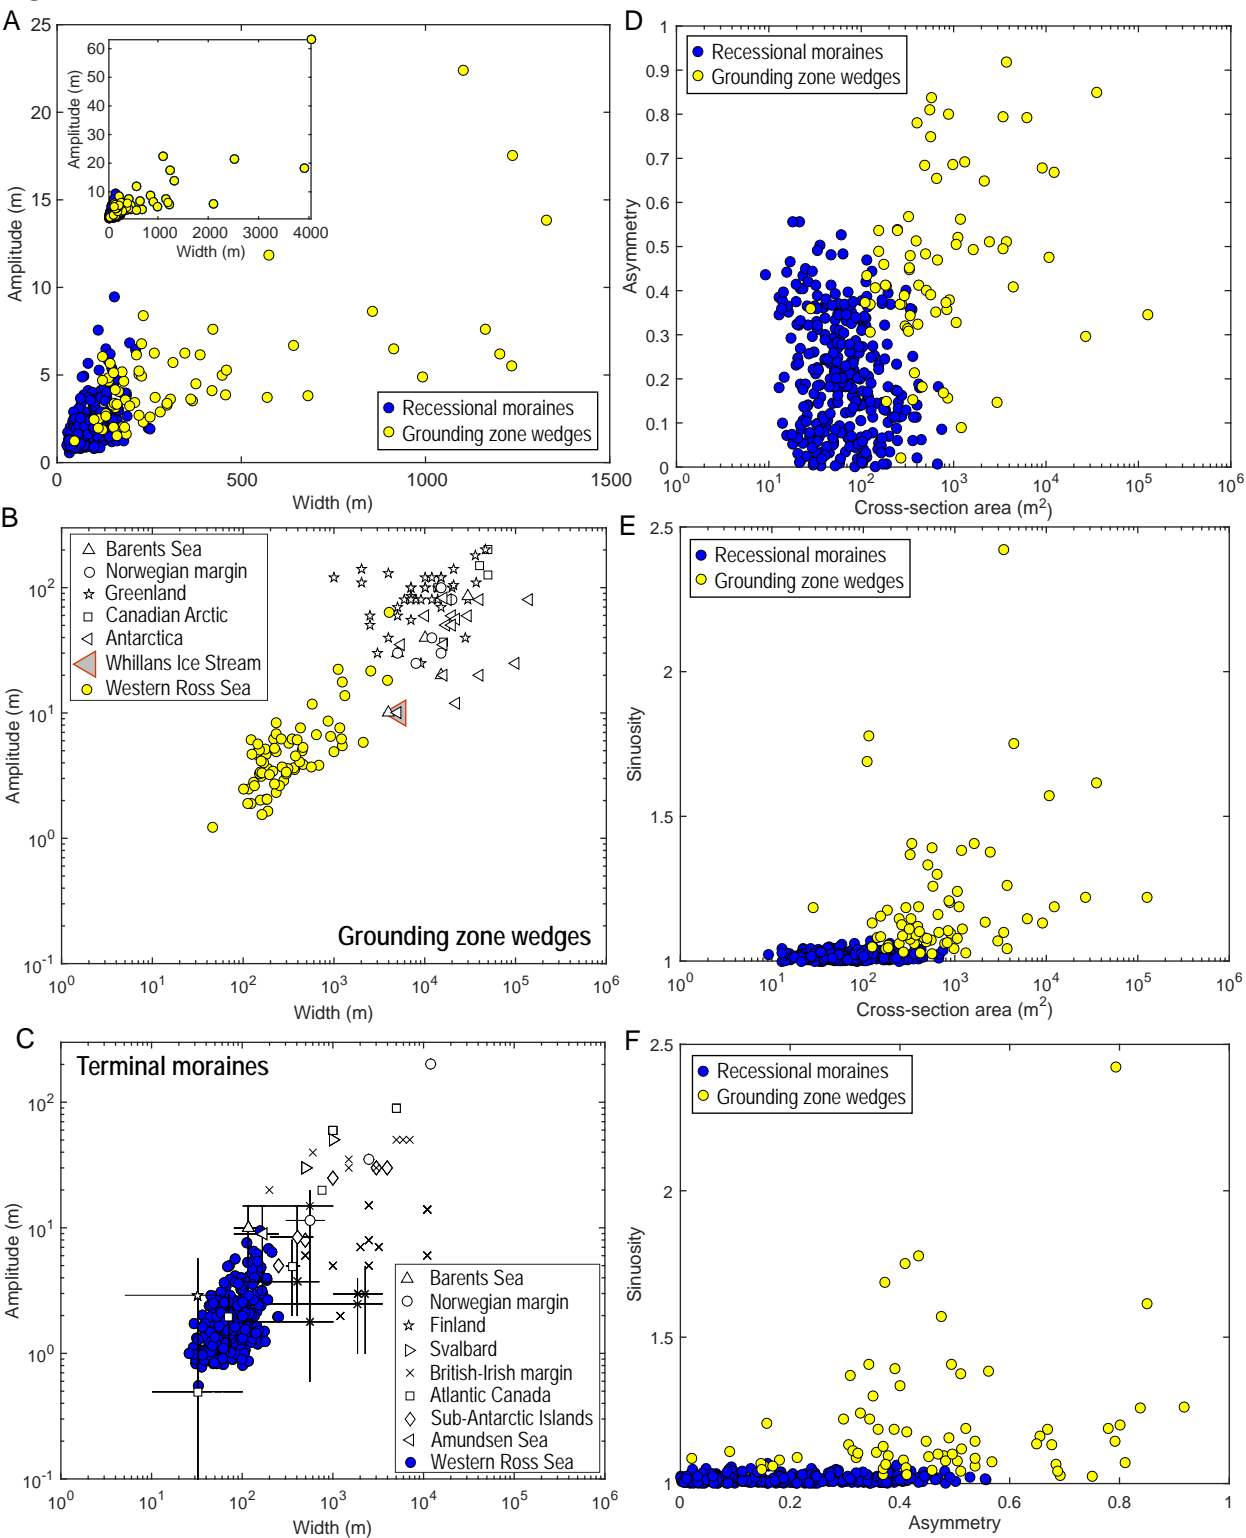 A
25
20
15
10
5
0
Amplitude (m)
0
500
1000
1500
Width (m)
60
50
40
30
20
10
Amplitude (m)
0
1000
2000
3000
4000
Width (m)
Recessional moraines
Grounding zone wedges
B
10^2
10^1
10^0
10^-1
Amplitude (m)
Barents Sea
Norwegian margin
Greenland
Canadian Arctic
Antarctica
Whillans Ice Stream
Western Ross Sea
Grounding zone wedges
10^0
10^1
10^2
10^3
10^4
10^5
10^6
Width (m)
C
Terminal moraines
10^2
10^1
10^0
10^-1
Amplitude (m)
Barents Sea
Norwegian margin
Finland
Svalbard
British-Irish margin
Atlantic Canada
Sub-Antarctic Islands
Amundsen Sea
Western Ross Sea
10^0
10^1
10^2
10^3
10^4
10^5
10^6
Width (m)
D
1
0.9
0.8
0.7
0.6
0.5
0.4
0.3
0.2
0.1
0
Asymmetry
Recessional moraines
Grounding zone wedges
10^0
10^1
10^2
10^3
10^4
10^5
10^6
Cross-section area (m^2)
E
2.5
2
1.5
1
Sinuosity
Recessional moraines
Grounding zone wedges
10^0
10^1
10^2
10^3
10^4
10^5
10^6
Cross-section area (m^2)
F
2.5
2
1.5
1
Sinuosity
Recessional moraines
Grounding zone wedges
0
0.2
0.4
0.6
0.8
1
Asymmetry